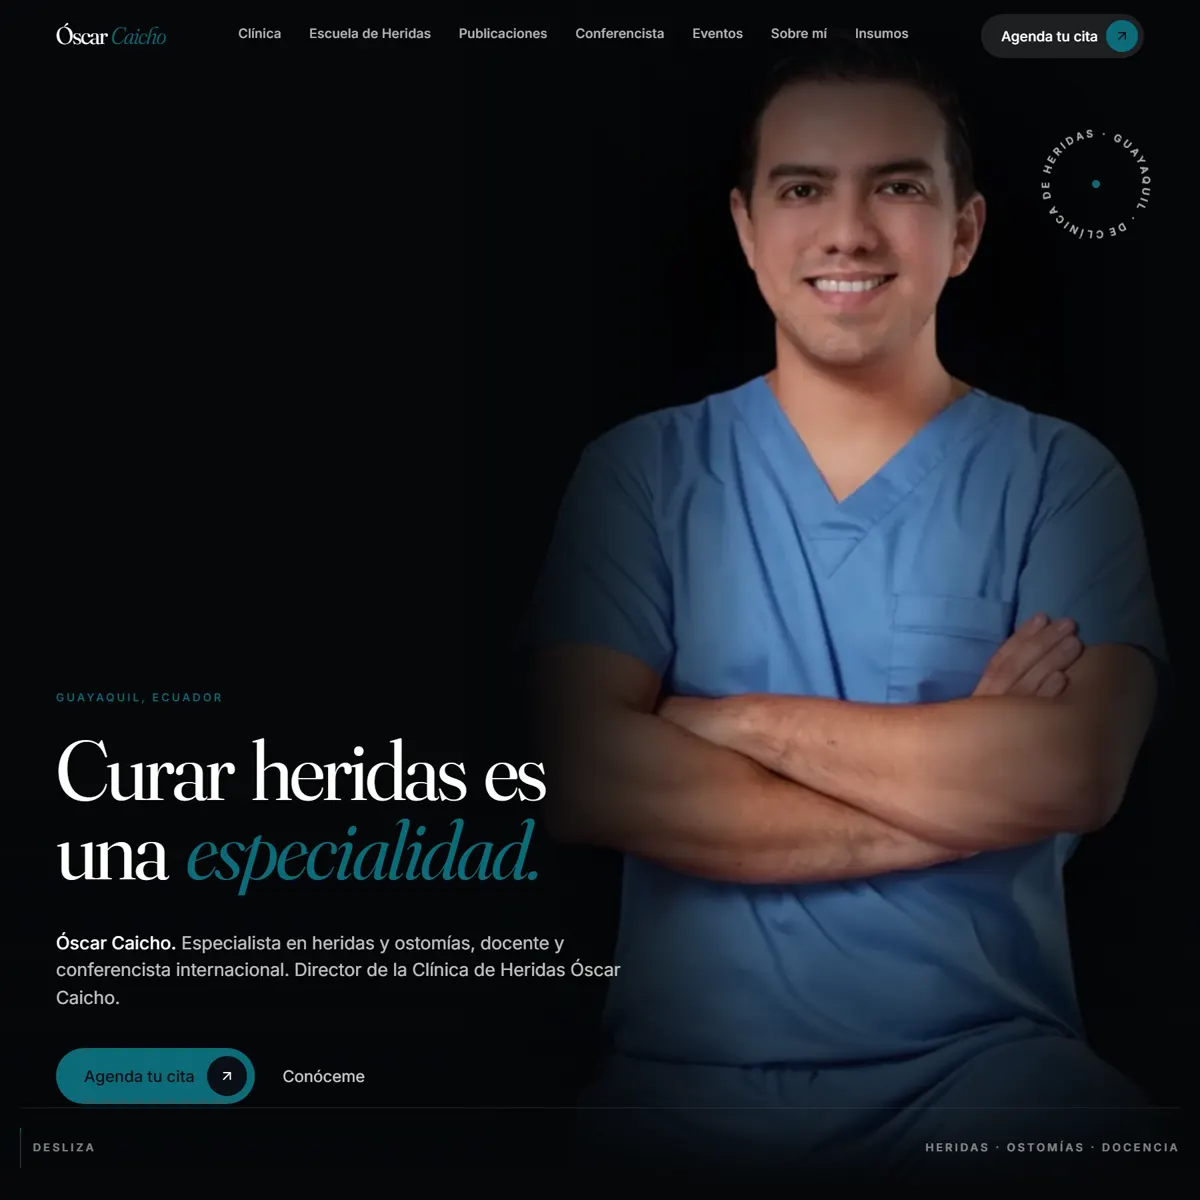 Óscar Caicho
Clínica
Escuela de Heridas
Publicaciones
Conferencista
Eventos
Sobre mí
Insumos
Agenda tu cita
DE CLÍNICA DE HERIDAS · GUAYAQUIL ·
GUAYAQUIL, ECUADOR
Curar heridas es
una especialidad.
Óscar Caicho. Especialista en heridas y ostomías, docente y
conferencista internacional. Director de la Clínica de Heridas Óscar
Caicho.
Agenda tu cita
Conóceme
DESLIZA
HERIDAS · OSTOMÍAS · DOCENCIA